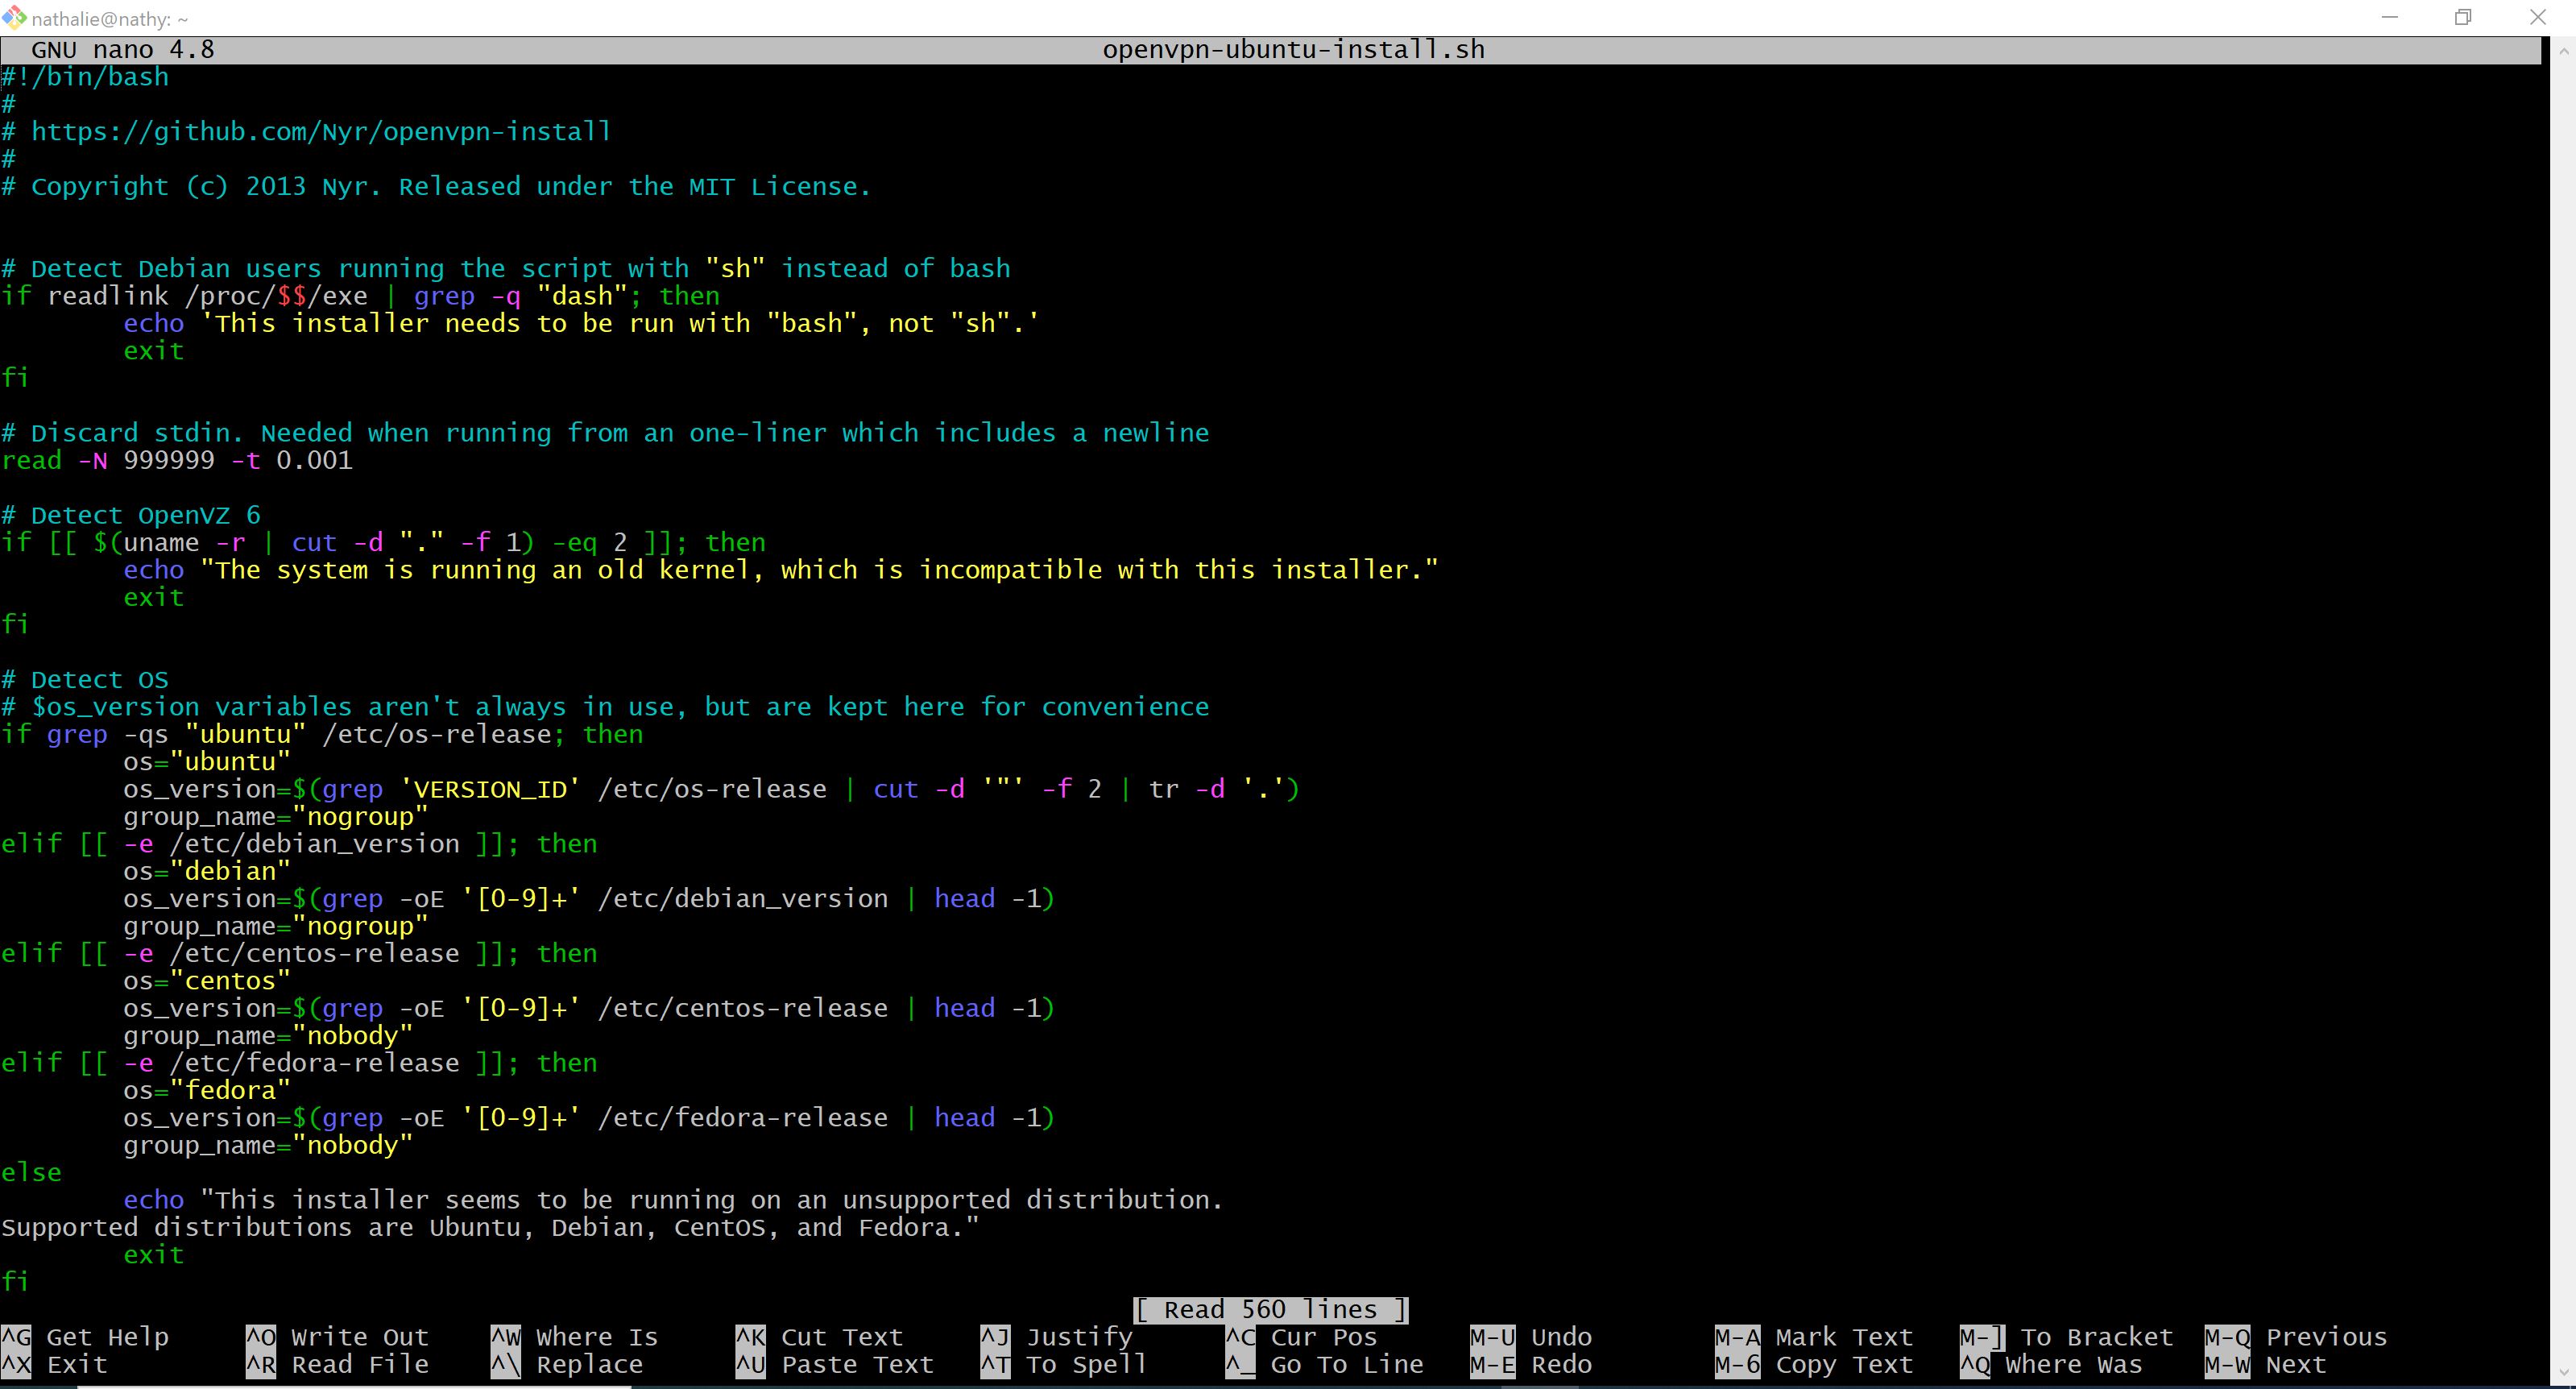 nathalie@nathy: ~
GNU nano 4.8 openvpn-ubuntu-install.sh
#!/bin/bash
#
# https://github.com/Nyr/openvpn-install
#
# Copyright (c) 2013 Nyr. Released under the MIT License.
# Detect Debian users running the script with "sh" instead of bash
if readlink /proc/$$/exe | grep -q "dash"; then
        echo 'This installer needs to be run with "bash", not "sh".'
        exit
fi
# Discard stdin. Needed when running from an one-liner which includes a newline
read -N 999999 -t 0.001
# Detect OpenVZ 6
if [[ $(uname -r | cut -d "." -f 1) -eq 2 ]]; then
        echo "The system is running an old kernel, which is incompatible with this installer."
        exit
fi
# Detect OS
# $os_version variables aren't always in use, but are kept here for convenience
if grep -qs "ubuntu" /etc/os-release; then
        os="ubuntu"
        os_version=$(grep 'VERSION_ID' /etc/os-release | cut -d '"' -f 2 | tr -d '.')
        group_name="nogroup"
elif [[ -e /etc/debian_version ]]; then
        os="debian"
        os_version=$(grep -oE '[0-9]+' /etc/debian_version | head -1)
        group_name="nogroup"
elif [[ -e /etc/centos-release ]]; then
        os="centos"
        os_version=$(grep -oE '[0-9]+' /etc/centos-release | head -1)
        group_name="nobody"
elif [[ -e /etc/fedora-release ]]; then
        os="fedora"
        os_version=$(grep -oE '[0-9]+' /etc/fedora-release | head -1)
        group_name="nobody"
else
        echo "This installer seems to be running on an unsupported distribution.
Supported distributions are Ubuntu, Debian, CentOS, and Fedora."
        exit
fi
[ Read 560 lines ]
^G Get Help ^O Write Out ^W Where Is ^K Cut Text ^J Justify ^C Cur Pos M-U Undo M-A Mark Text M-] To Bracket M-Q Previous
^X Exit ^R Read File ^\ Replace ^U Paste Text ^T To Spell ^_ Go To Line M-E Redo M-6 Copy Text ^Q Where Was M-W Next